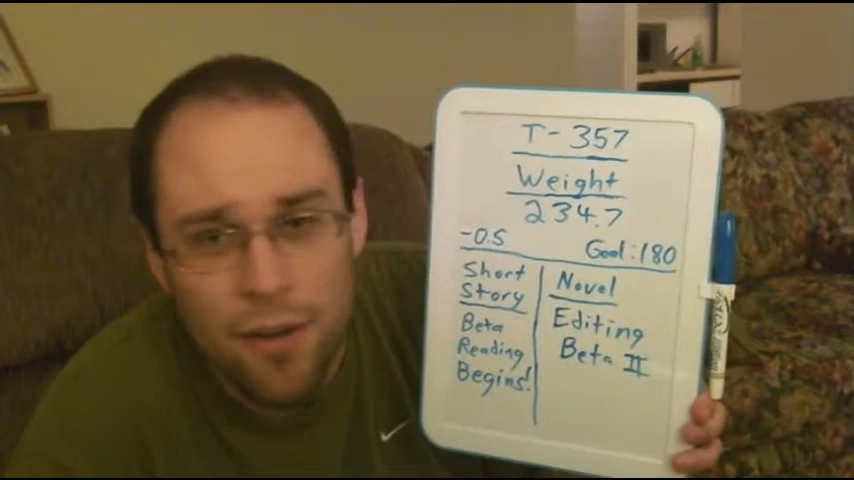 T-357
Weight
234.7
-0.5
Goal:180
Short
Story
Beta
Reading
Begins!
Novel
Editing
Beta II